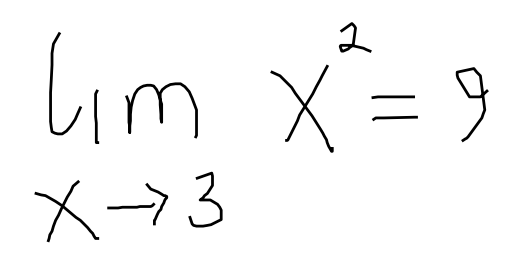 lim x² = 9
x → 3